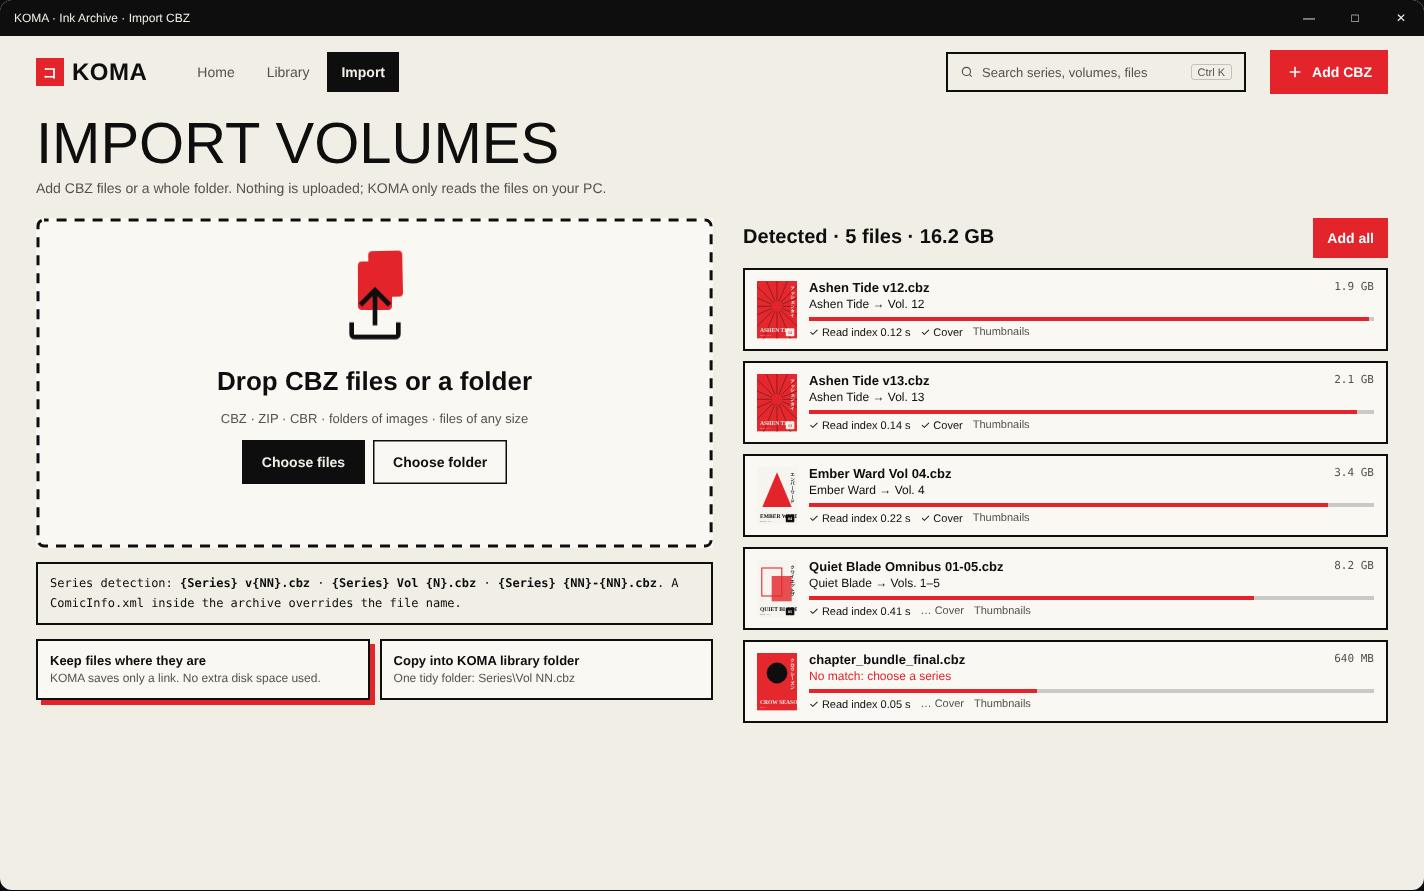 KOMA · Ink Archive · Import CBZ
コ KOMA
Home
Library
Import
Search series, volumes, files
Ctrl K
+ Add CBZ
IMPORT VOLUMES
Add CBZ files or a whole folder. Nothing is uploaded; KOMA only reads the files on your PC.
Drop CBZ files or a folder
CBZ · ZIP · CBR · folders of images · files of any size
Choose files
Choose folder
Series detection: {Series} v{NN}.cbz · {Series} Vol {N}.cbz · {Series} {NN}-{NN}.cbz. A
ComicInfo.xml inside the archive overrides the file name.
Keep files where they are
KOMA saves only a link. No extra disk space used.
Copy into KOMA library folder
One tidy folder: Series\Vol NN.cbz
Detected · 5 files · 16.2 GB
Add all
Ashen Tide v12.cbz
1.9 GB
Ashen Tide → Vol. 12
✓ Read index 0.12 s ✓ Cover Thumbnails
Ashen Tide v13.cbz
2.1 GB
Ashen Tide → Vol. 13
✓ Read index 0.14 s ✓ Cover Thumbnails
Ember Ward Vol 04.cbz
3.4 GB
Ember Ward → Vol. 4
✓ Read index 0.22 s ✓ Cover Thumbnails
Quiet Blade Omnibus 01-05.cbz
8.2 GB
Quiet Blade → Vols. 1–5
✓ Read index 0.41 s … Cover Thumbnails
chapter_bundle_final.cbz
640 MB
No match: choose a series
✓ Read index 0.05 s … Cover Thumbnails